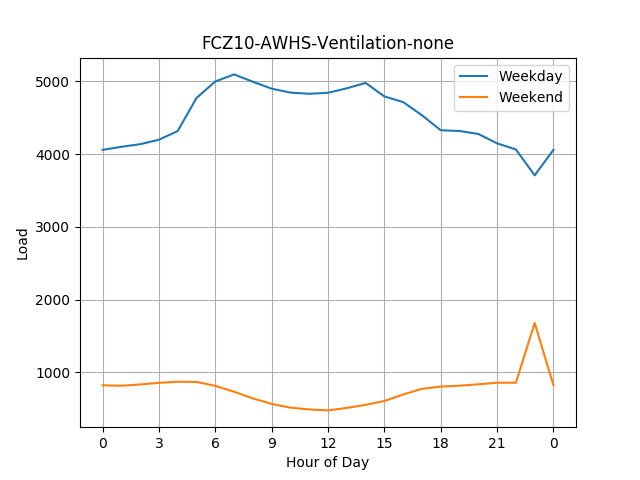 FCZ10-AWHS-Ventilation-none
Weekday
Weekend
5000
4000
3000
2000
1000
Load
0 3 6 9 12 15 18 21 0
Hour of Day